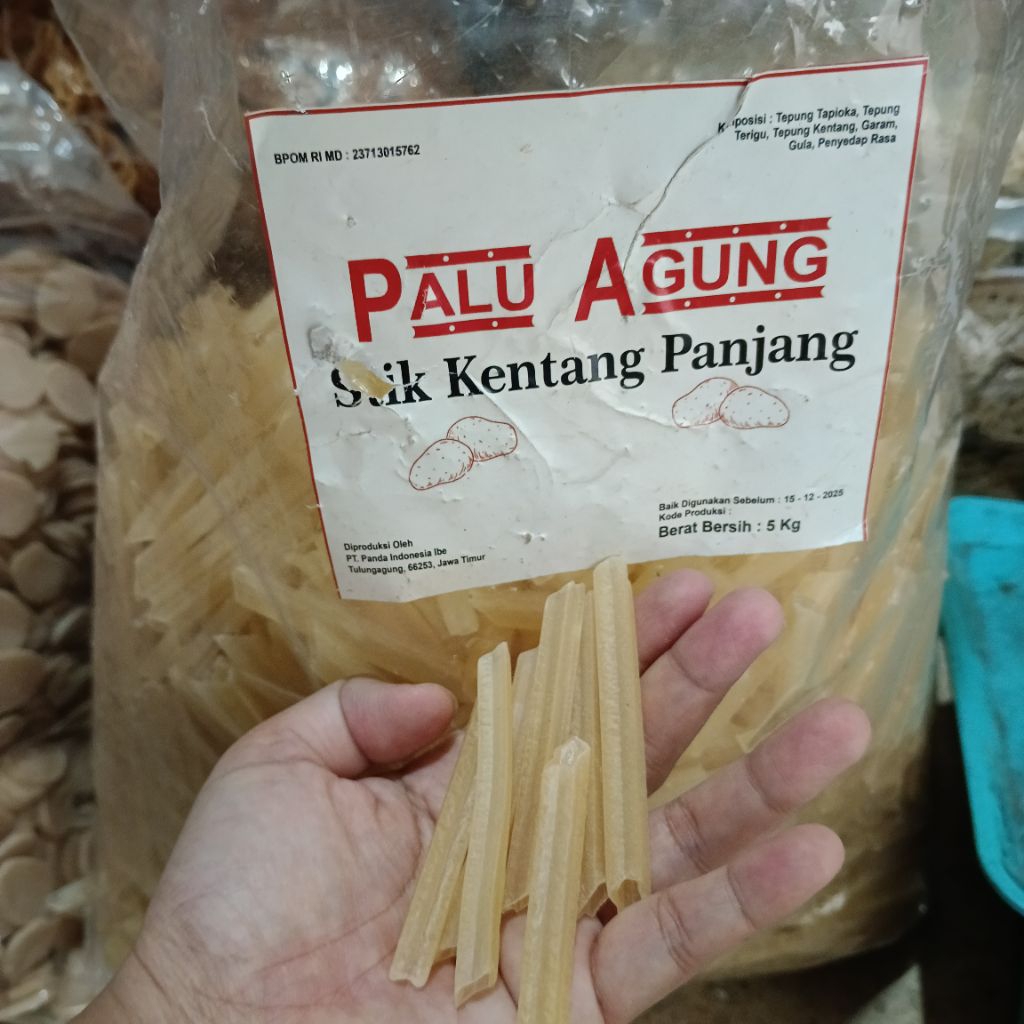 BPOM RI MD : 23713015762
posisi : Tepung Tapioka, Tepung
Terigu, Tepung Kentang, Garam,
Gula, Penyedap Rasa
PALU AGUNG
Stik Kentang Panjang
Baik Digunakan Sebelum : 15 - 12 - 2025
Kode Produksi :
Berat Bersih : 5 Kg
Diproduksi Oleh
PT. Panda Indonesia Ibe
Tulungagung, 66253, Jawa Timur